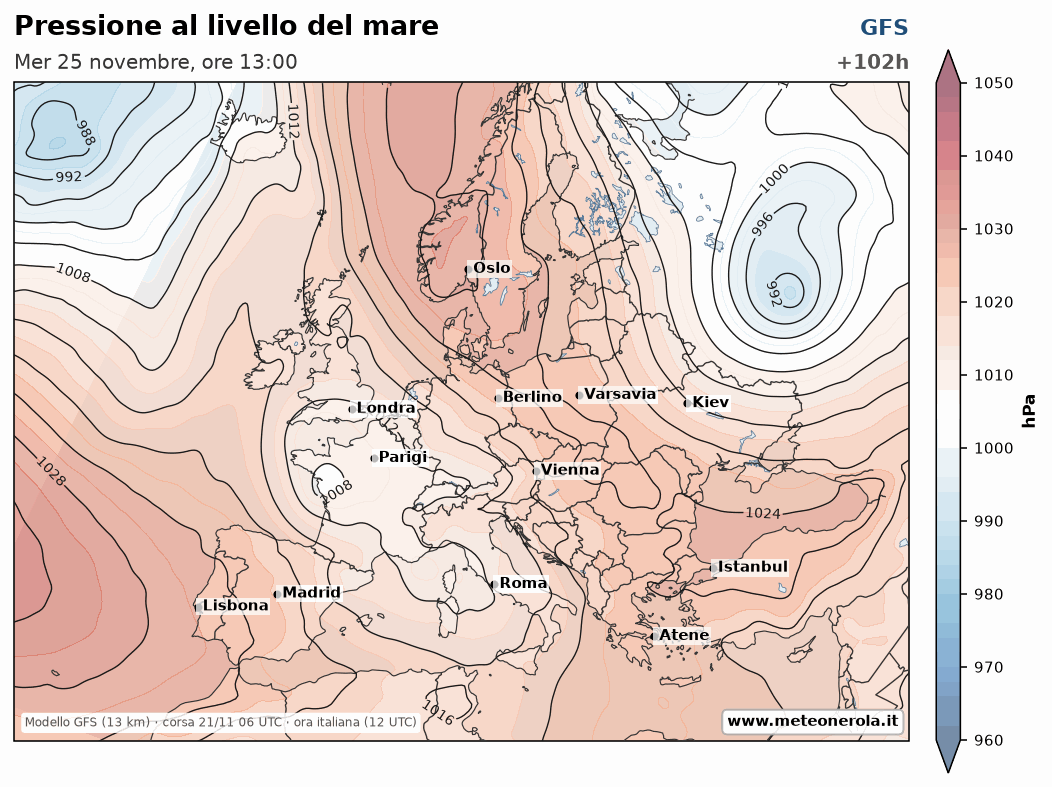 Pressione al livello del mare
GFS
Mer 25 novembre, ore 13:00
+102h
1050
1040
1030
1020
1010
1000
990
980
970
960
hPa
988
992
1012
1008
1000
996
992
1028
1008
1024
1016
Oslo
Londra
Berlino
Varsavia
Kiev
Parigi
Vienna
Istanbul
Roma
Madrid
Lisbona
Atene
Modello GFS (13 km) · corsa 21/11 06 UTC · ora italiana (12 UTC)
www.meteonerola.it